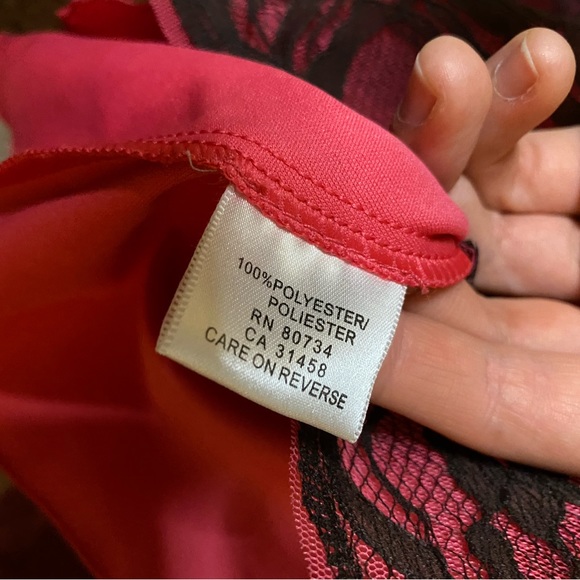 100%POLYESTER/
POLIESTER
RN 80734
CA 31458
CARE ON REVERSE